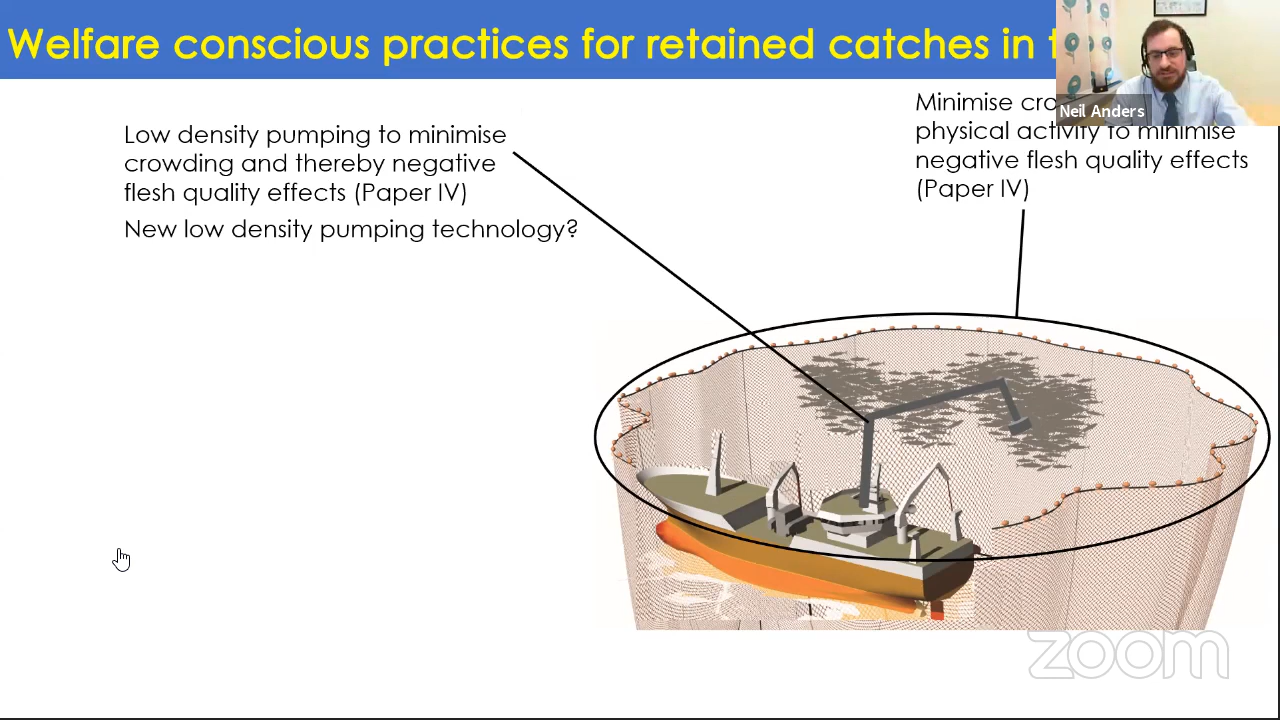 Welfare conscious practices for retained catches in
Neil Anders
Low density pumping to minimise
crowding and thereby negative
flesh quality effects (Paper IV)
New low density pumping technology?
Minimise
physical activity to minimise
negative flesh quality effects
(Paper IV)
zoom